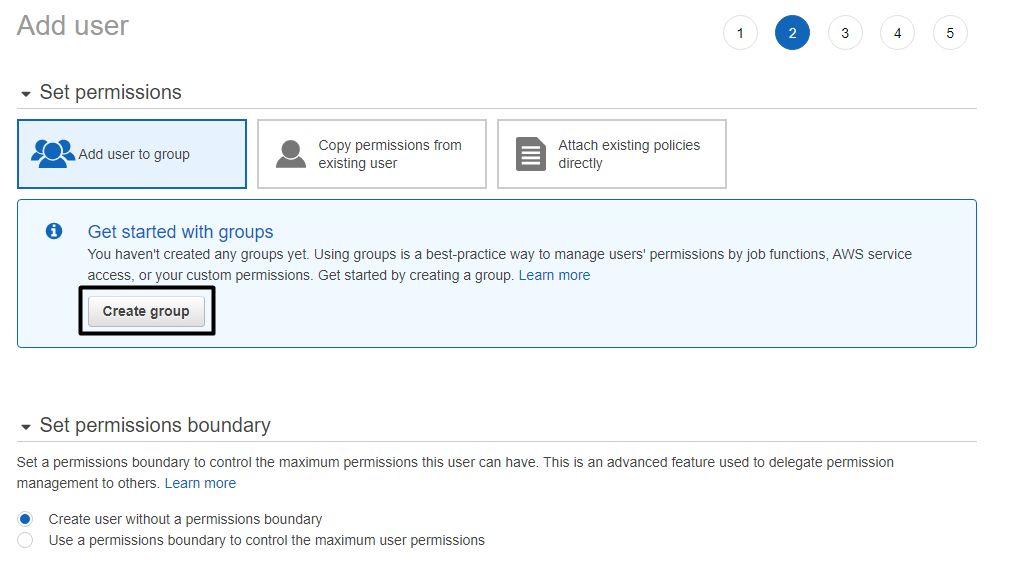 Add user
1 2 3 4 5
Set permissions
Add user to group
Copy permissions from
existing user
Attach existing policies
directly
Get started with groups
You haven't created any groups yet. Using groups is a best-practice way to manage users' permissions by job functions, AWS service
access, or your custom permissions. Get started by creating a group. Learn more
Create group
Set permissions boundary
Set a permissions boundary to control the maximum permissions this user can have. This is an advanced feature used to delegate permission
management to others. Learn more
Create user without a permissions boundary
Use a permissions boundary to control the maximum user permissions